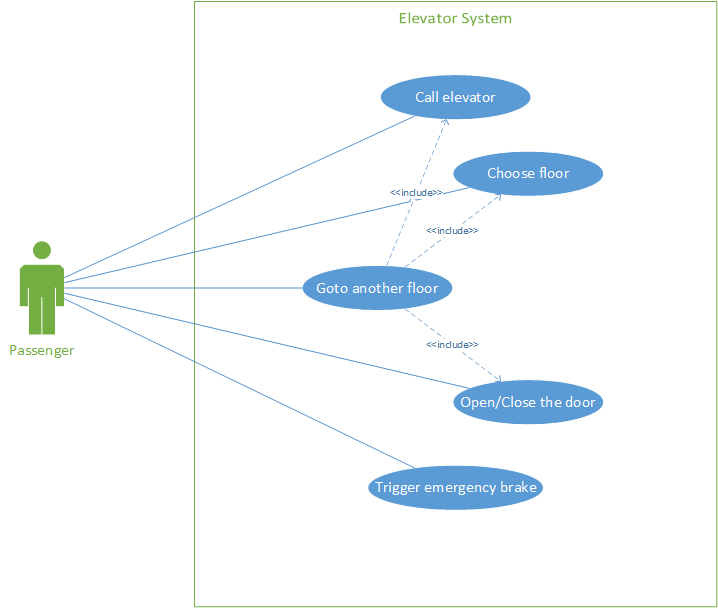 Elevator System
Call elevator
Choose floor
<<include>>
<<include>>
Goto another floor
Passenger
<<include>>
Open/Close the door
Trigger emergency brake